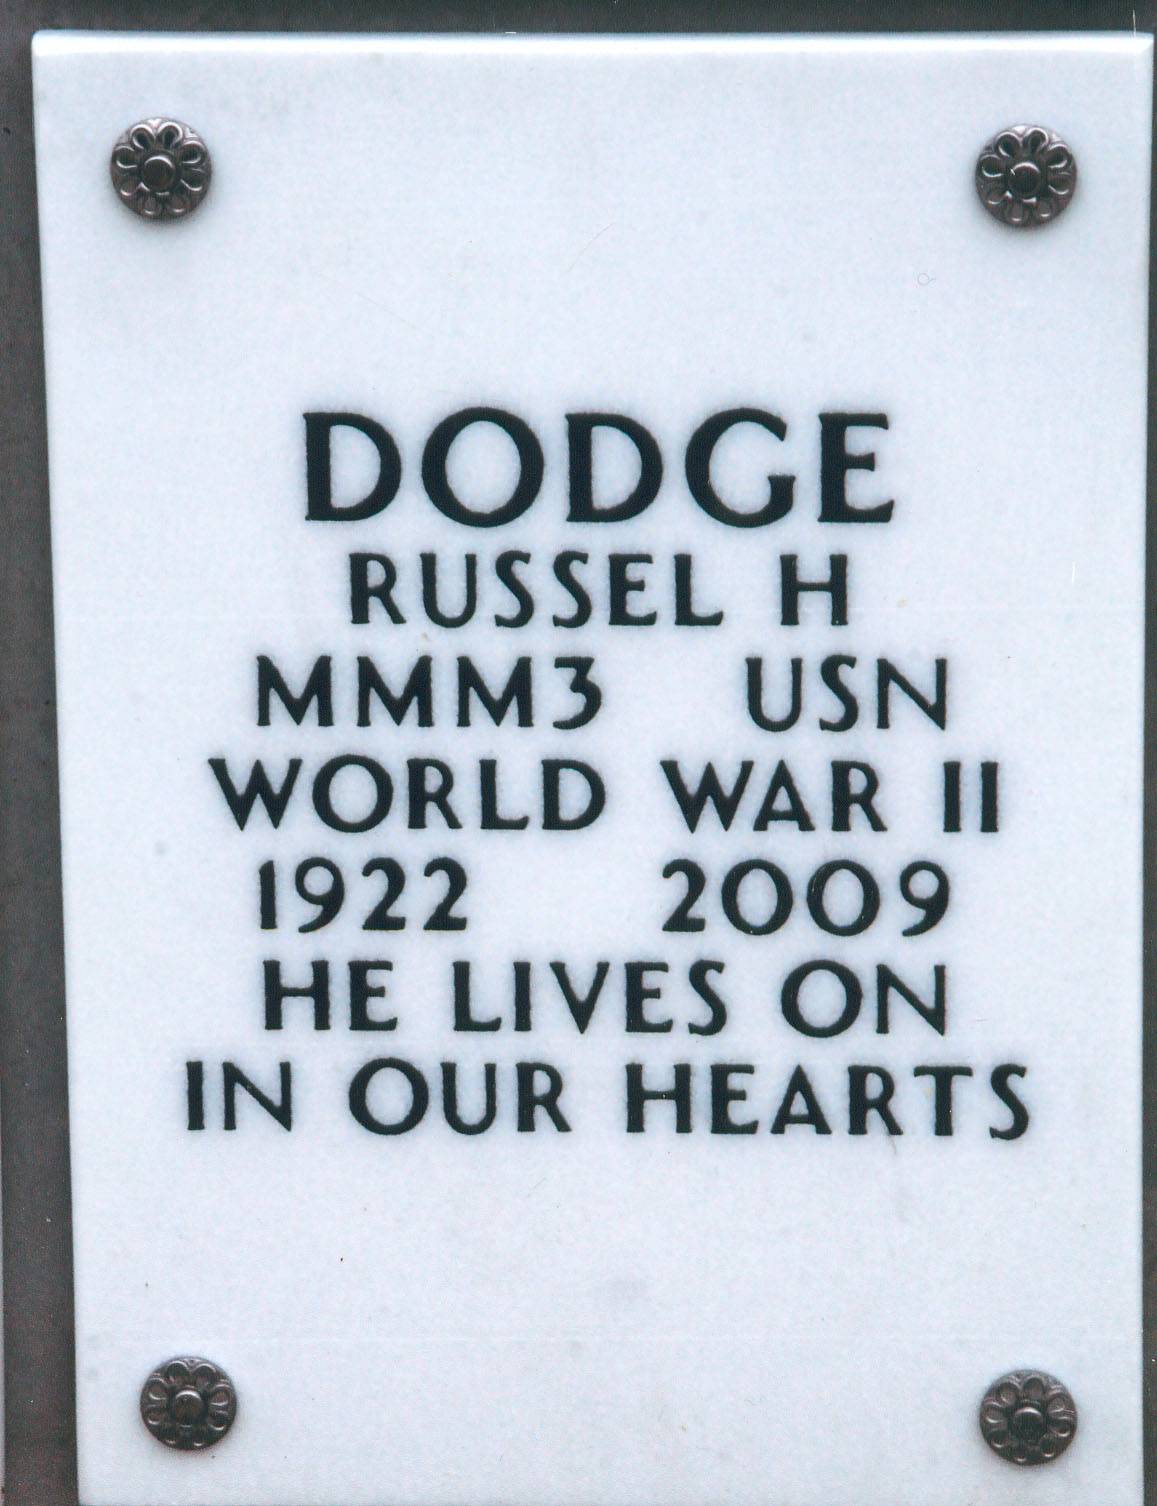 DODGE
RUSSEL H
MMM3 USN
WORLD WAR II
1922 2009
HE LIVES ON
IN OUR HEARTS